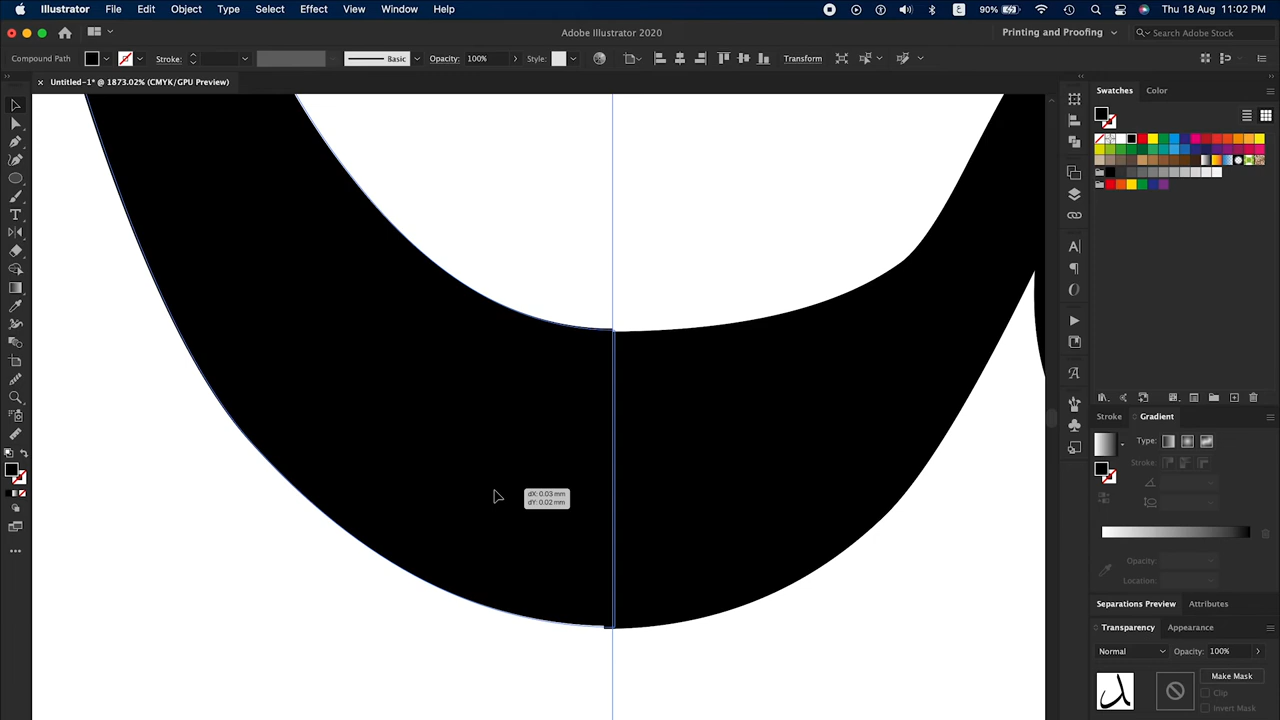 Illustrator File Edit Object Type Select Effect View Window Help
90% ع Thu 18 Aug 11:02 PM
Adobe Illustrator 2020
Printing and Proofing
Search Adobe Stock
Compound Path Stroke: Basic Opacity: 100% Style: Transform
× Untitled-1* @ 1873.02% (CMYK/GPU Preview)
Swatches Color
dX: 0.03 mm
dY: 0.02 mm
Stroke Gradient
Type:
Stroke:
Opacity:
Location:
Separations Preview Attributes
Transparency Appearance
Normal Opacity: 100%
Make Mask
Clip
Invert Mask